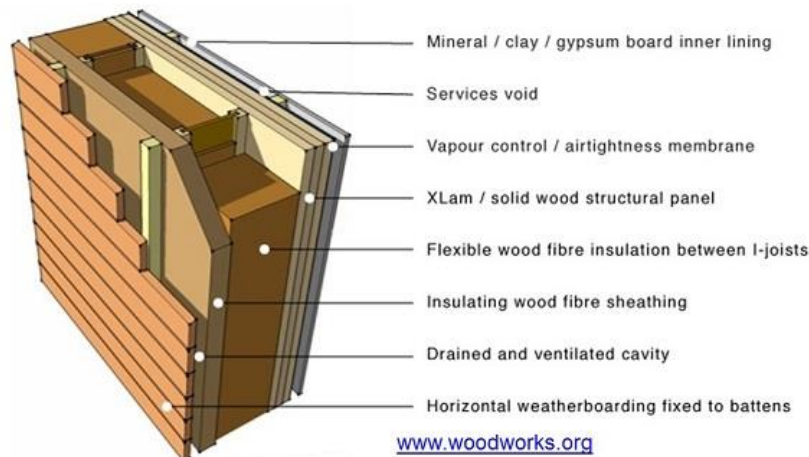 Mineral / clay / gypsum board inner lining
Services void
Vapour control / airtightness membrane
XLam / solid wood structural panel
Flexible wood fibre insulation between I-joists
Insulating wood fibre sheathing
Drained and ventilated cavity
Horizontal weatherboarding fixed to battens
www.woodworks.org